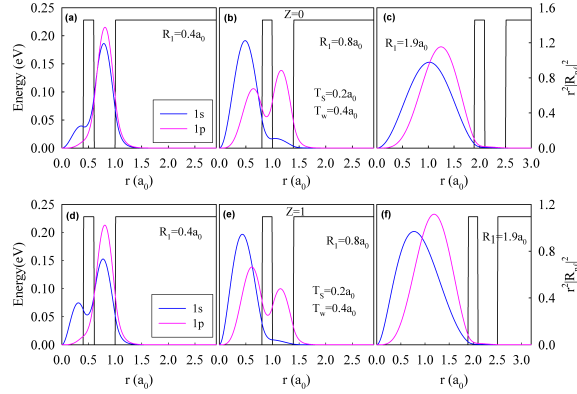 (a) (b) Z=0 (c)
R₁=0.4a₀ R₁=0.8a₀ R₁=1.9a₀
Tₛ=0.2a₀
T_w=0.4a₀
1s
1p
Energy (eV)
0.25
0.20
0.15
0.10
0.05
0.00
1.6
1.2
0.8
0.4
0.0
r²|Rₙₗ|²
0.0 0.5 1.0 1.5 2.0 2.5 0.0 0.5 1.0 1.5 2.0 2.5 0.0 0.5 1.0 1.5 2.0 2.5 3.0
r (a₀) r (a₀) r (a₀)
(d) (e) Z=1 (f)
R₁=0.4a₀ R₁=0.8a₀ R1=1.9a₀
Tₛ=0.2a₀
T_w=0.4a₀
1s
1p
Energy(eV)
0.25
0.20
0.15
0.10
0.05
0.00
1.2
0.8
0.4
0.0
r²|Rₙₗ|²
0.0 0.5 1.0 1.5 2.0 2.5 0.0 0.5 1.0 1.5 2.0 2.5 0.0 0.5 1.0 1.5 2.0 2.5 3.0
r (a₀) r (a₀) r (a₀)